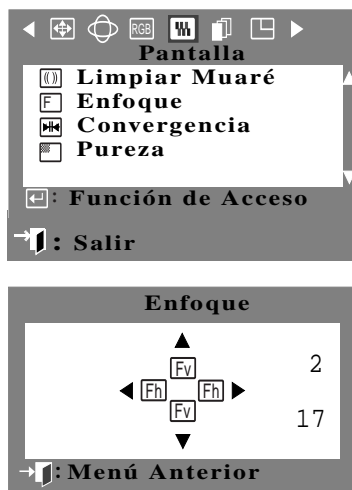 RGB
Pantalla
Limpiar Muaré
F Enfoque
Convergencia
Pureza
: Función de Acceso
: Salir
Enfoque
Fv
2
Fh Fh
Fv
17
: Menú Anterior